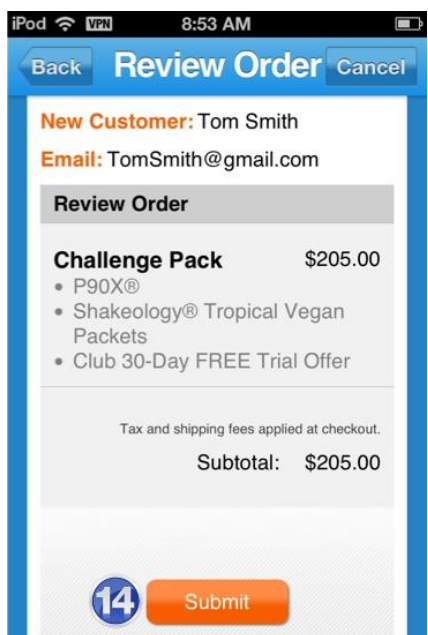 iPod VPN 8:53 AM
Back Review Order Cancel
New Customer: Tom Smith
Email: TomSmith@gmail.com
Review Order
Challenge Pack $205.00
• P90X®
• Shakeology® Tropical Vegan
Packets
• Club 30-Day FREE Trial Offer
Tax and shipping fees applied at checkout.
Subtotal: $205.00
14 Submit